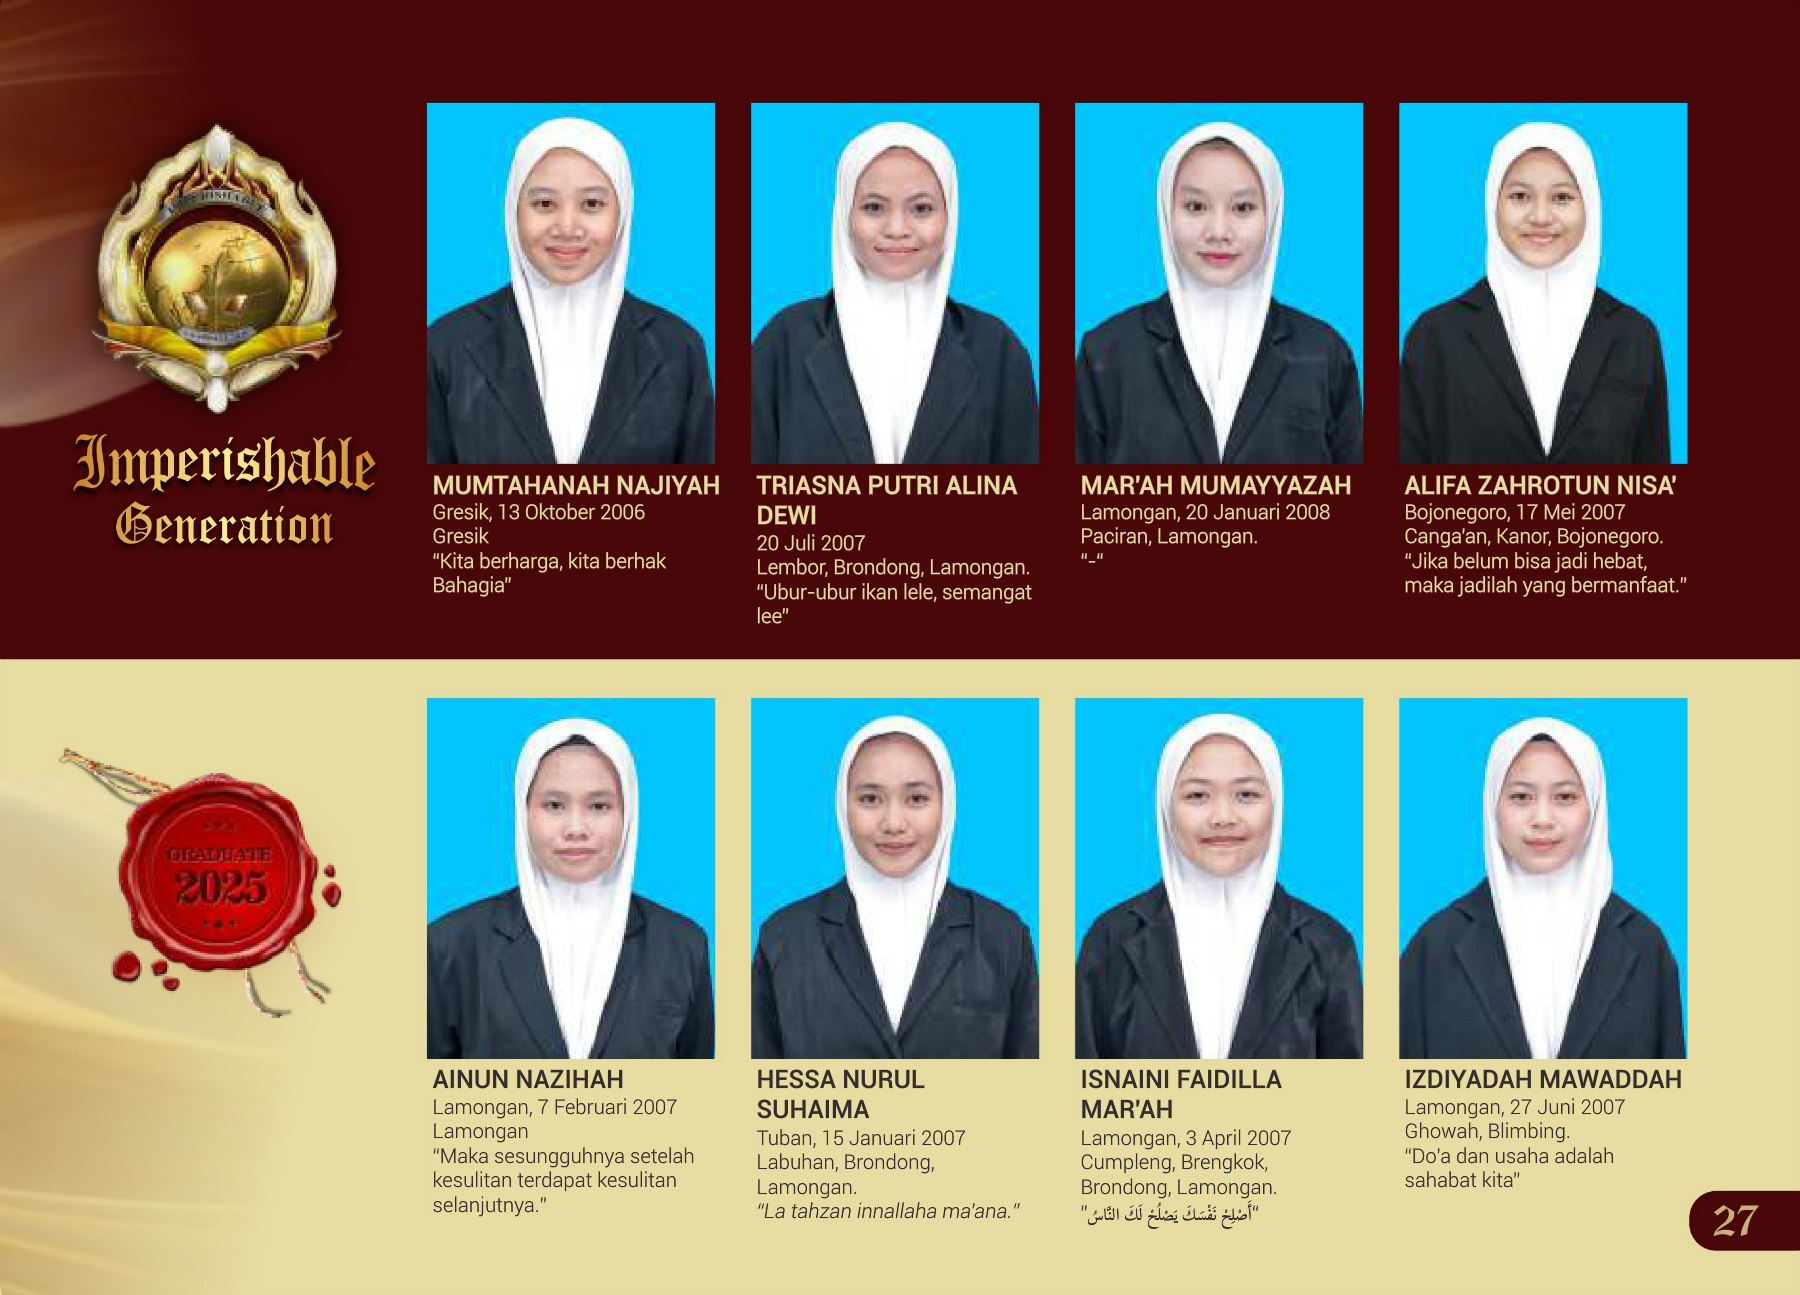 Imperishable
Generation
MUMTAHANAH NAJIYAH
Gresik, 13 Oktober 2006
Gresik
“Kita berharga, kita berhak
Bahagia”
TRIASNA PUTRI ALINA
DEWI
20 Juli 2007
Lembor, Brondong, Lamongan.
“Ubur-ubur ikan lele, semangat
lee”
MAR'AH MUMAYYAZAH
Lamongan, 20 Januari 2008
Paciran, Lamongan.
“-“
ALIFA ZAHROTUN NISA'
Bojonegoro, 17 Mei 2007
Canga'an, Kanor, Bojonegoro.
“Jika belum bisa jadi hebat,
maka jadilah yang bermanfaat.”
GRADUATE
2025
AINUN NAZIHAH
Lamongan, 7 Februari 2007
Lamongan
“Maka sesungguhnya setelah
kesulitan terdapat kesulitan
selanjutnya.”
HESSA NURUL
SUHAIMA
Tuban, 15 Januari 2007
Labuhan, Brondong,
Lamongan.
“La tahzan innallaha ma'ana.”
ISNAINI FAIDILLA
MAR'AH
Lamongan, 3 April 2007
Cumpleng, Brengkok,
Brondong, Lamongan.
“أَصْلِحْ نَفْسَكَ يَصْلُحْ لَكَ النَّاسُ”
IZDIYADAH MAWADDAH
Lamongan, 27 Juni 2007
Ghowah, Blimbing.
“Do'a dan usaha adalah
sahabat kita”
27